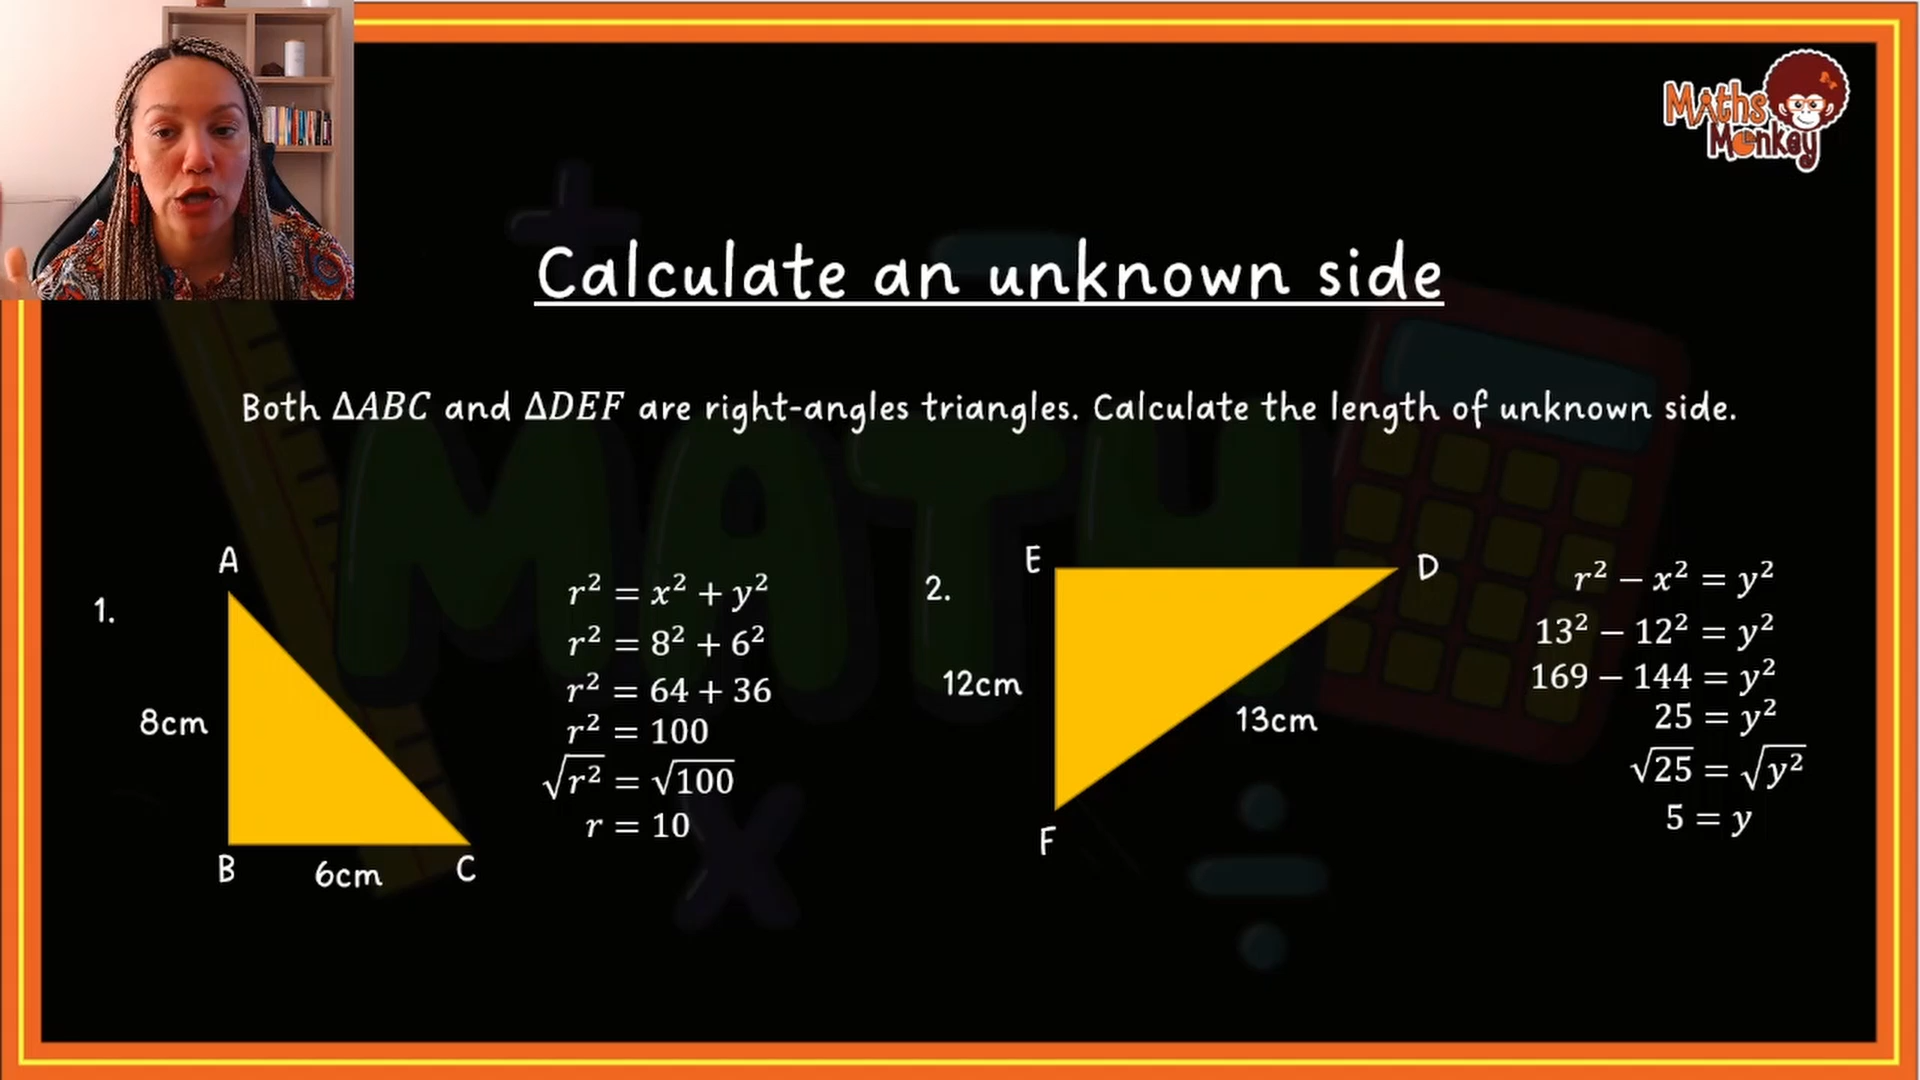 Maths
Monkey
Calculate an unknown side
Both ΔABC and ΔDEF are right-angles triangles. Calculate the length of unknown side.
1.
A
8cm
B
6cm
C
r² = x² + y²
r² = 8² + 6²
r² = 64 + 36
r² = 100
√r² = √100
r = 10
2.
E
D
12cm
13cm
F
r² − x² = y²
13² − 12² = y²
169 − 144 = y²
25 = y²
√25 = √y²
5 = y
MATH